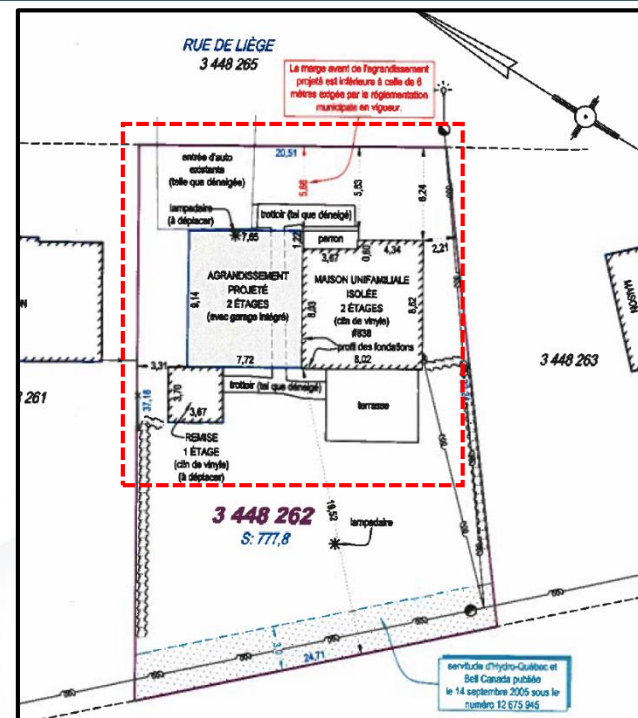 RUE DE LIÈGE
3 448 265
La marge avant de l'agrandissement
projeté est inférieure à celle de 6
mètres exigée par la réglementation
municipale en vigueur.
20,51
entrée d'auto
existante
(telle que déneigée)
5,88
5,83
6,24
lampadaire
(à déplacer)
trottoir (tel que déneigé)
7,65
1,22
perron
3,67
0,60
4,34
2,21
AGRANDISSEMENT
PROJETÉ
2 ÉTAGES
(avec garage intégré)
9,14
7,72
MAISON UNIFAMILIALE
ISOLÉE
2 ÉTAGES
(clin de vinyle)
#838
profil des fondations
8,03
8,62
8,02
MAISON
3 448 263
3,31
261
37,18
3,70
3,67
trottoir (tel que déneigé)
terrasse
REMISE
1 ÉTAGE
(clin de vinyle)
(à déplacer)
3 448 262
S: 777,8
19,52
lampadaire
3,0
24,71
servitude d'Hydro-Québec et
Bell Canada publiée
le 14 septembre 2005 sous le
numéro 12 675 945